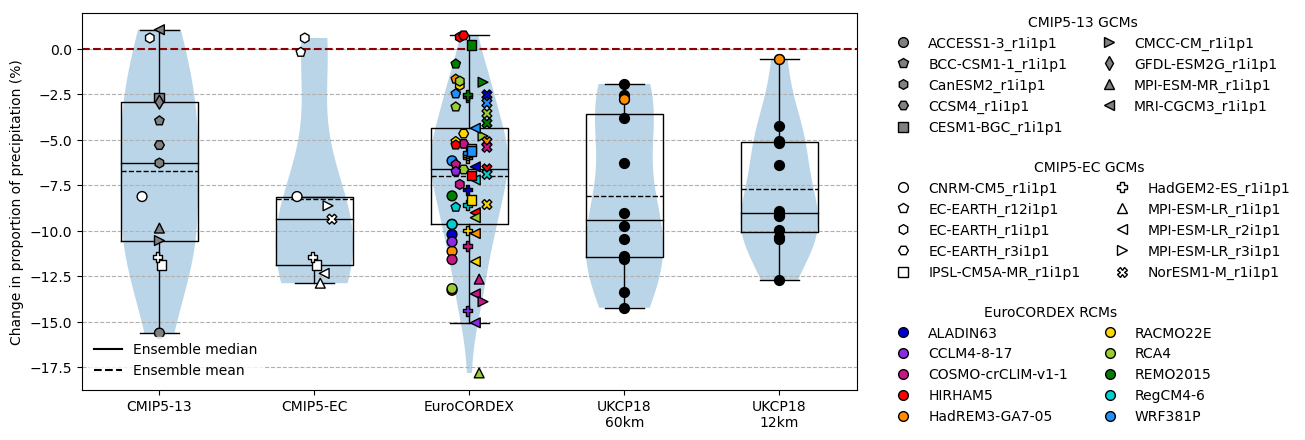 Change in proportion of precipitation (%)
0.0
−2.5
−5.0
−7.5
−10.0
−12.5
−15.0
−17.5
Ensemble median
Ensemble mean
CMIP5-13 CMIP5-EC EuroCORDEX UKCP18 UKCP18
60km 12km
CMIP5-13 GCMs
ACCESS1-3_r1i1p1 CMCC-CM_r1i1p1
BCC-CSM1-1_r1i1p1 GFDL-ESM2G_r1i1p1
CanESM2_r1i1p1 MPI-ESM-MR_r1i1p1
CCSM4_r1i1p1 MRI-CGCM3_r1i1p1
CESM1-BGC_r1i1p1
CMIP5-EC GCMs
CNRM-CM5_r1i1p1 HadGEM2-ES_r1i1p1
EC-EARTH_r12i1p1 MPI-ESM-LR_r1i1p1
EC-EARTH_r1i1p1 MPI-ESM-LR_r2i1p1
EC-EARTH_r3i1p1 MPI-ESM-LR_r3i1p1
IPSL-CM5A-MR_r1i1p1 NorESM1-M_r1i1p1
EuroCORDEX RCMs
ALADIN63 RACMO22E
CCLM4-8-17 RCA4
COSMO-crCLIM-v1-1 REMO2015
HIRHAM5 RegCM4-6
HadREM3-GA7-05 WRF381P